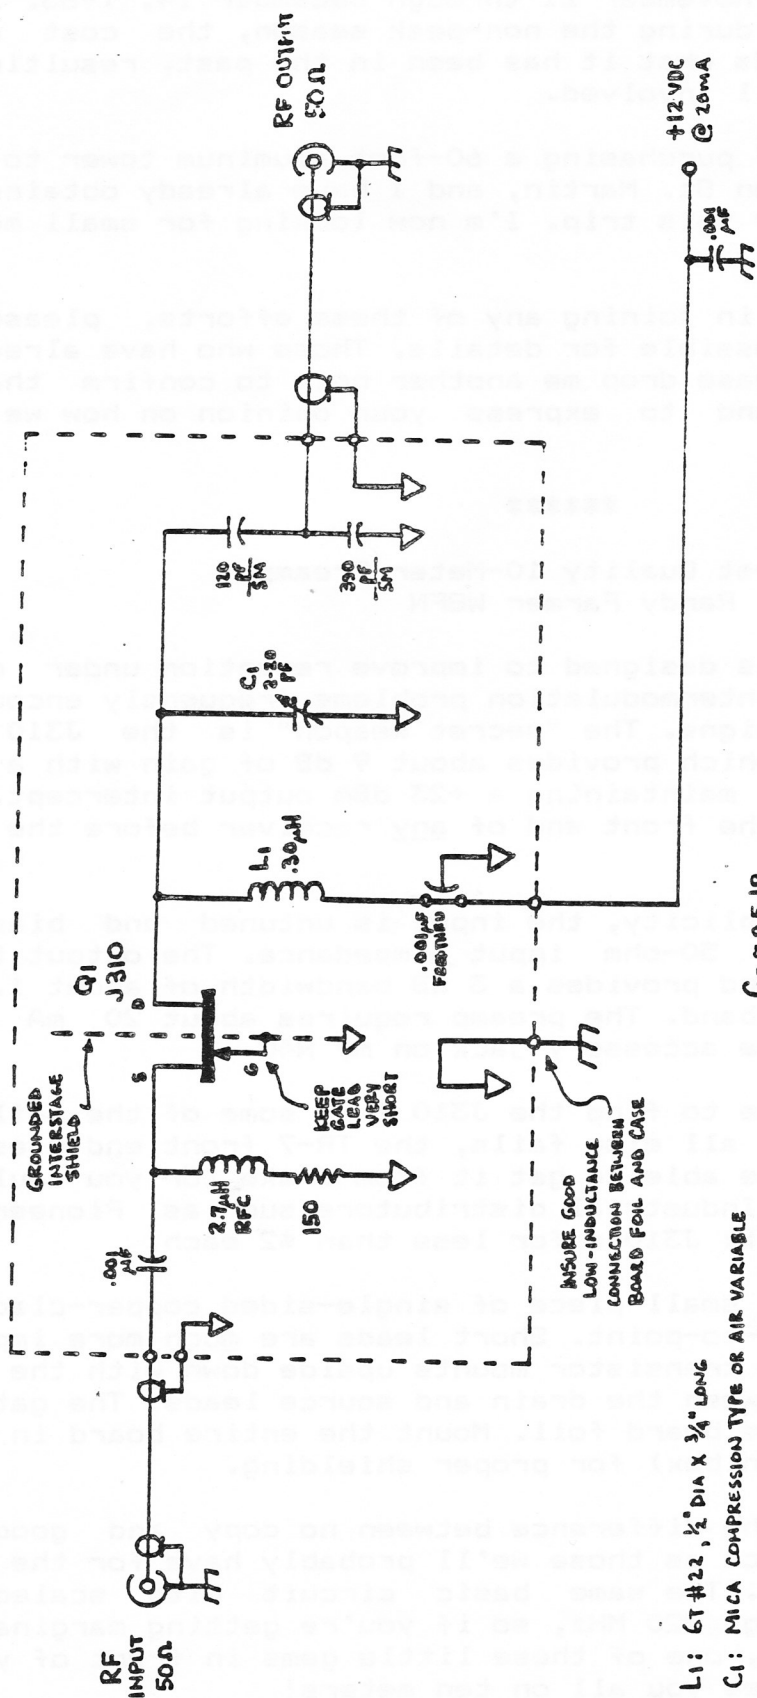 RF
INPUT
50Ω
.001
µF
2.7µH
RFC
150
GROUNDED
INTERSTAGE
SHIELD
Q1
J310
S
D
G
KEEP
GATE
LEAD
VERY
SHORT
INSURE GOOD
LOW-INDUCTANCE
CONNECTION BETWEEN
BOARD FOIL AND CASE
L1
.30µH
.001µF
FEEDTHRU
C1
2-20
PF
120
PF
SM
390
PF
SM
RF OUTPUT
50Ω
+12 VDC
@ 20mA
.001
µF
L1: 6T #22, 1/2" DIA X 3/4" LONG
C1: MICA COMPRESSION TYPE OR AIR VARIABLE